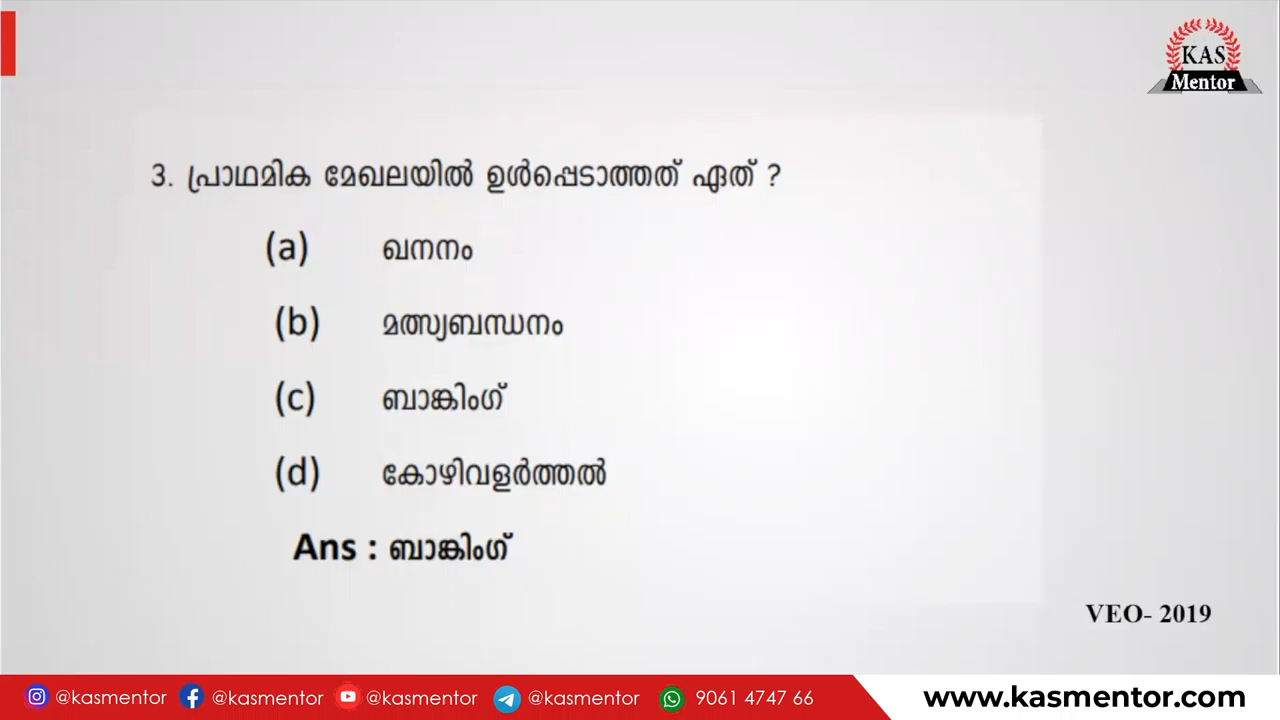 KAS
Mentor
3. പ്രാഥമിക മേഖലയിൽ ഉൾപ്പെടാത്തത് ഏത് ?
(a) ഖനനം
(b) മത്സ്യബന്ധനം
(c) ബാങ്കിംഗ്
(d) കോഴിവളർത്തൽ
Ans : ബാങ്കിംഗ്
VEO- 2019
@kasmentor @kasmentor @kasmentor @kasmentor 9061 4747 66 www.kasmentor.com